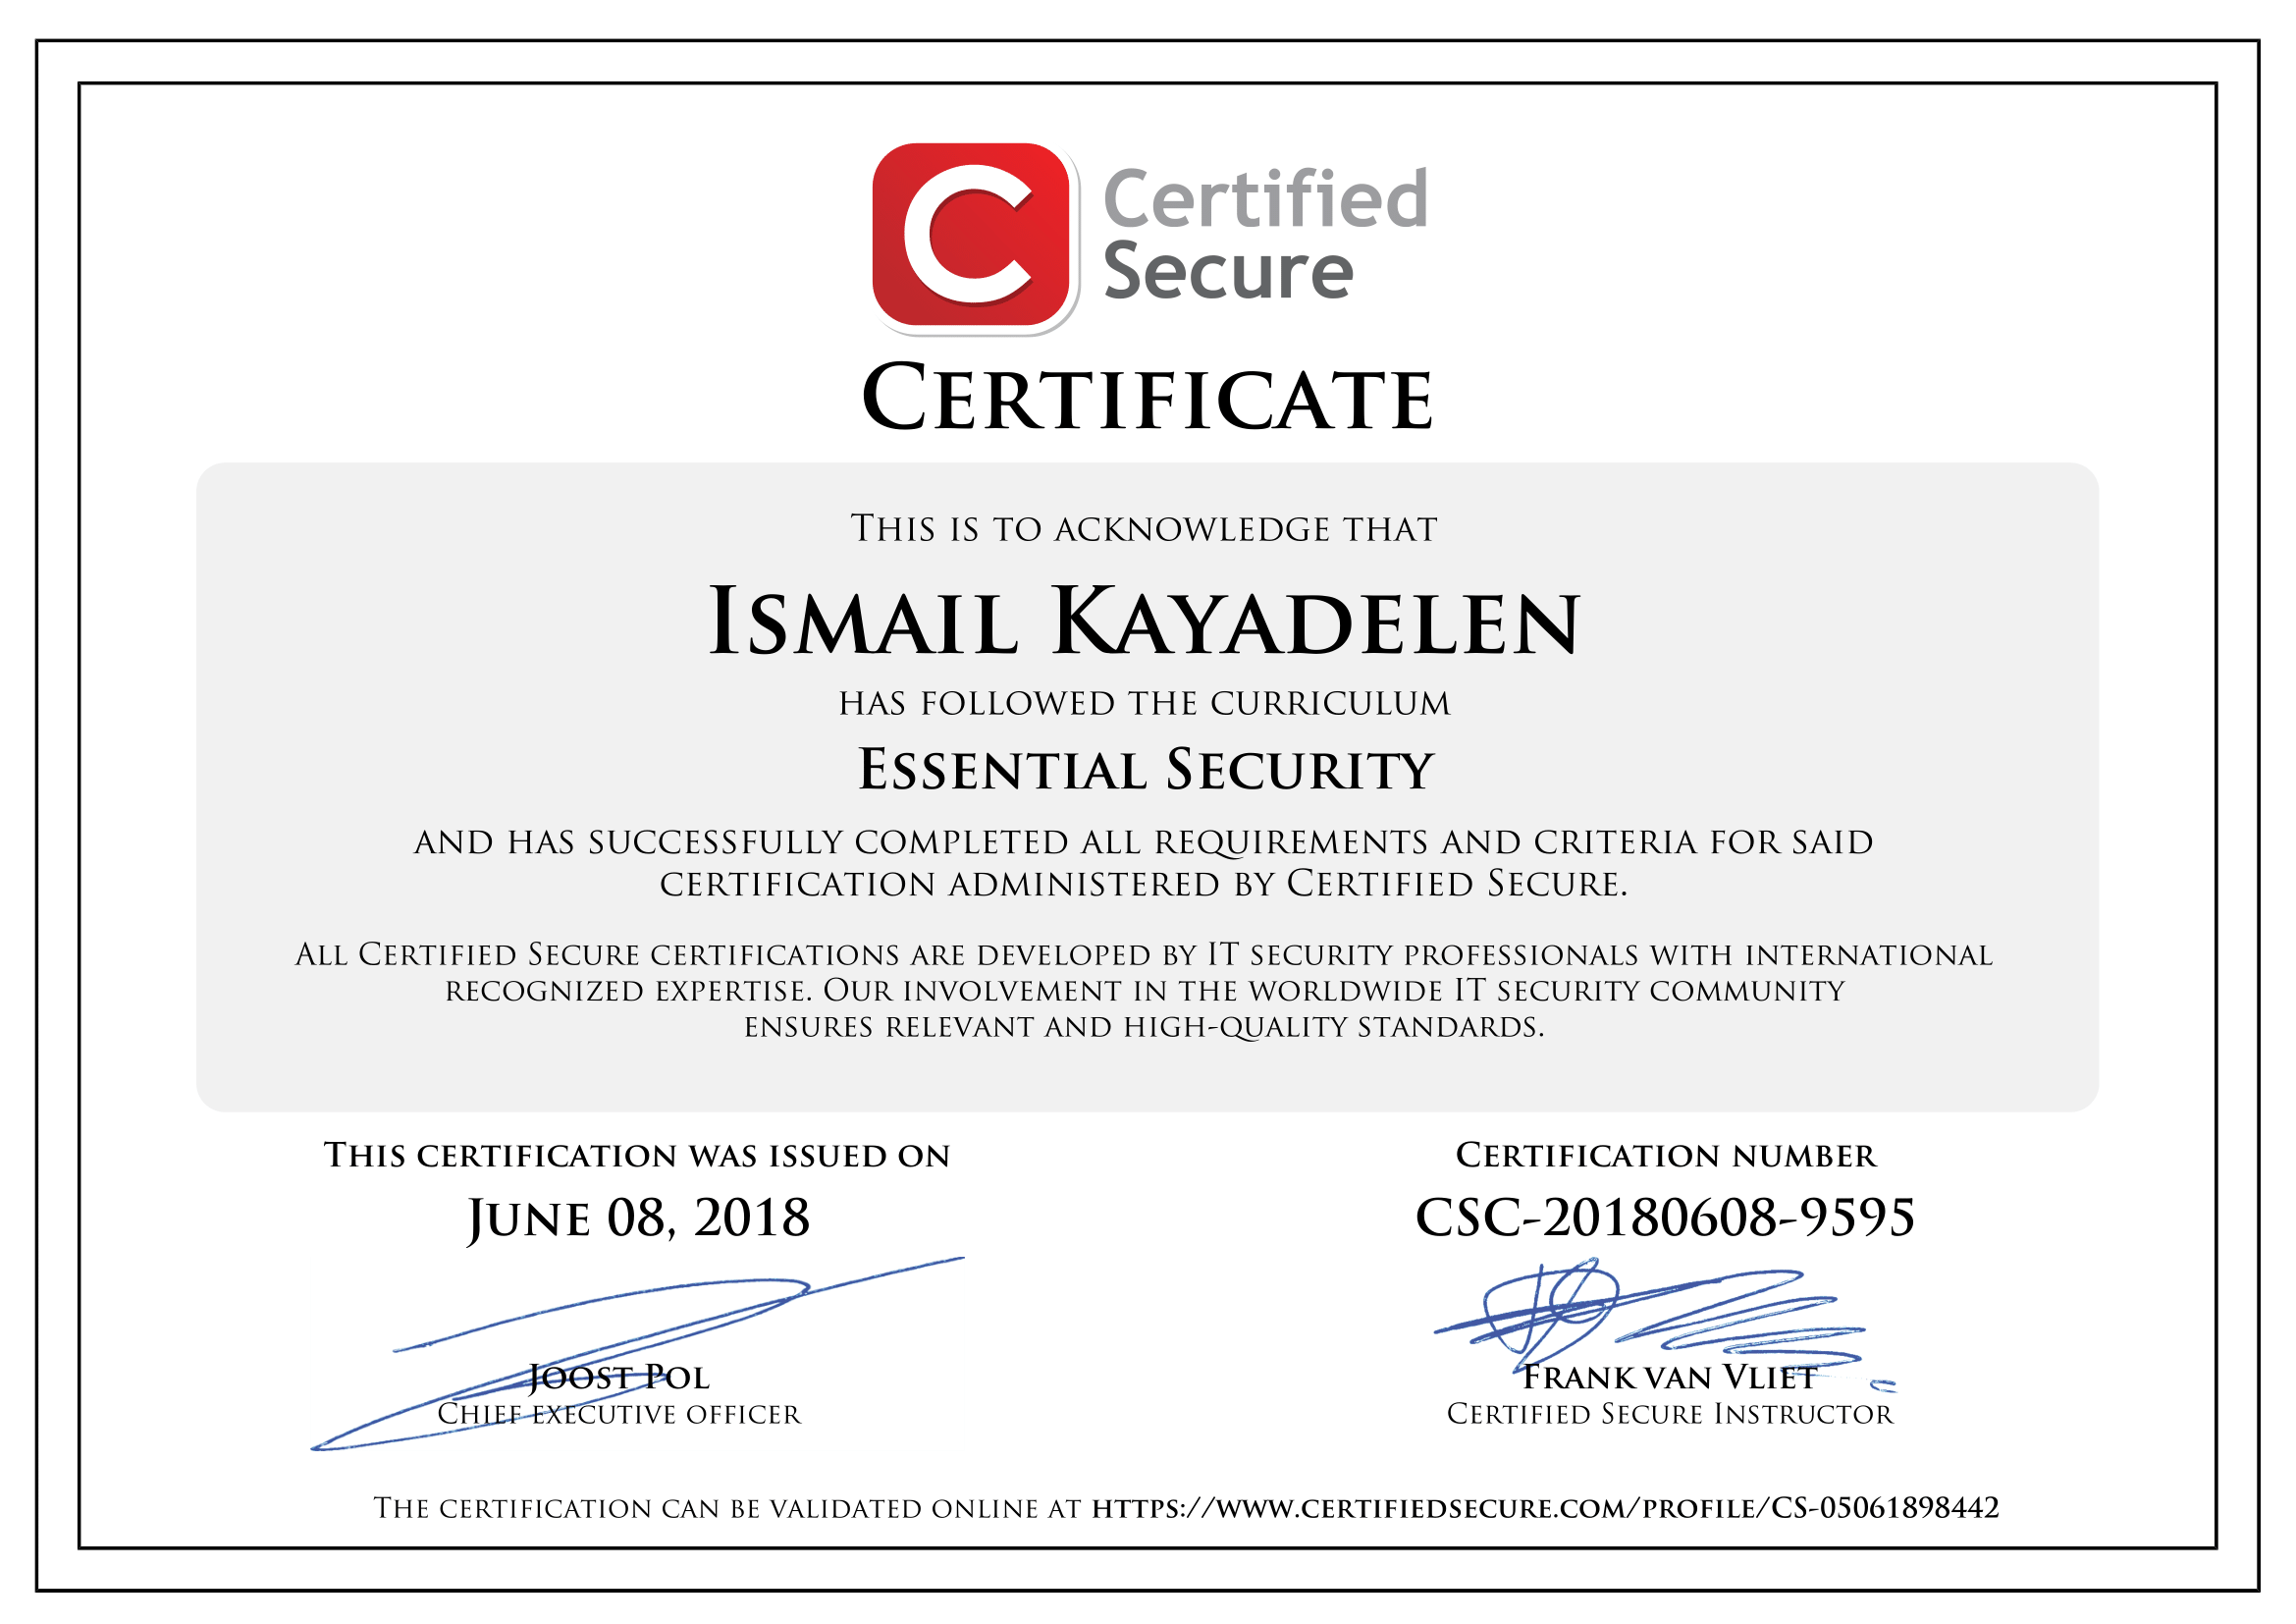 C
Certified
Secure
Certificate
This is to acknowledge that
Ismail Kayadelen
has followed the curriculum
Essential Security
and has successfully completed all requirements and criteria for said
certification administered by Certified Secure.
All Certified Secure certifications are developed by IT security professionals with international
recognized expertise. Our involvement in the worldwide IT security community
ensures relevant and high-quality standards.
This certification was issued on
June 08, 2018
Certification number
CSC-20180608-9595
Joost Pol
Chief executive officer
Frank van Vliet
Certified Secure Instructor
The certification can be validated online at https://www.certifiedsecure.com/profile/CS-05061898442